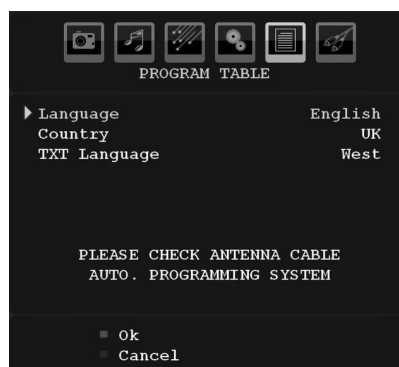 PROGRAM TABLE
Language English
Country UK
TXT Language West
PLEASE CHECK ANTENNA CABLE
AUTO. PROGRAMMING SYSTEM
Ok
Cancel